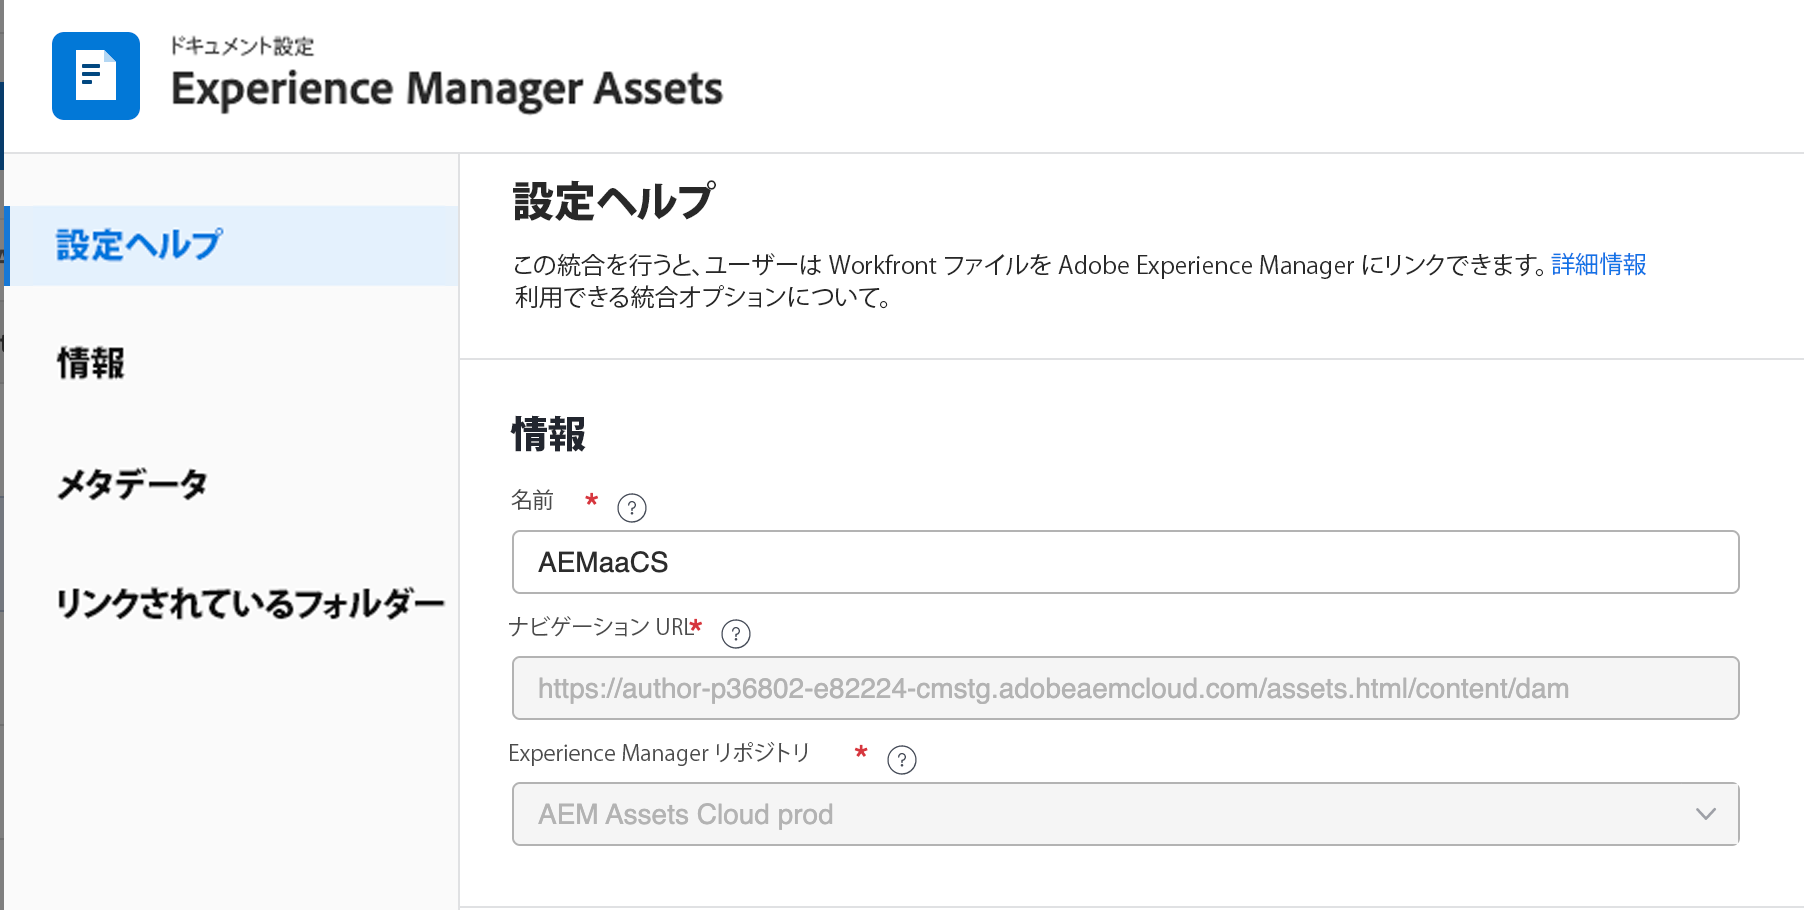 ドキュメント設定
Experience Manager Assets
設定ヘルプ
情報
メタデータ
リンクされているフォルダー
設定ヘルプ
この統合を行うと、ユーザーは Workfront ファイルを Adobe Experience Manager にリンクできます。詳細情報
利用できる統合オプションについて。
情報
名前 * ?
AEMaaCS
ナビゲーション URL* ?
https://author-p36802-e82224-cmstg.adobeaemcloud.com/assets.html/content/dam
Experience Manager リポジトリ * ?
AEM Assets Cloud prod